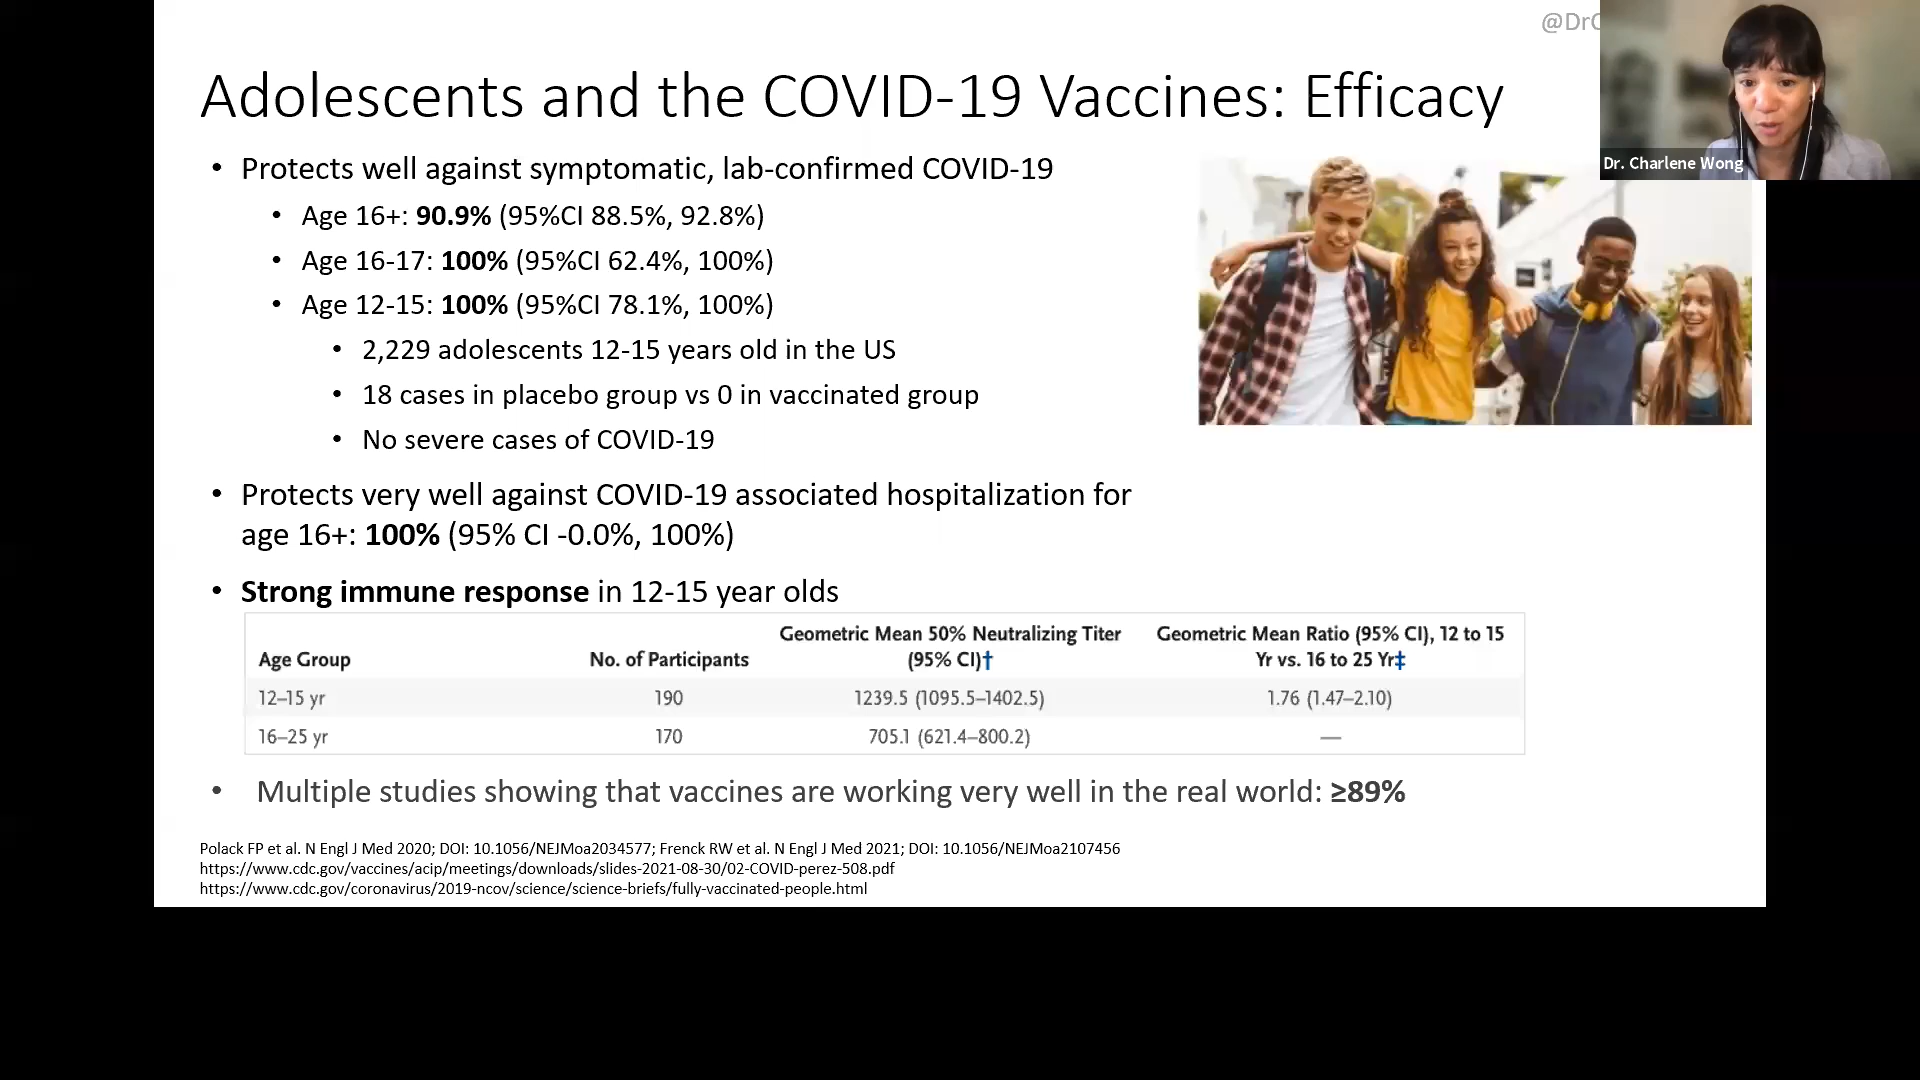 @DrC
Adolescents and the COVID-19 Vaccines: Efficacy
Dr. Charlene Wong
• Protects well against symptomatic, lab-confirmed COVID-19
• Age 16+: 90.9% (95%CI 88.5%, 92.8%)
• Age 16-17: 100% (95%CI 62.4%, 100%)
• Age 12-15: 100% (95%CI 78.1%, 100%)
• 2,229 adolescents 12-15 years old in the US
• 18 cases in placebo group vs 0 in vaccinated group
• No severe cases of COVID-19
• Protects very well against COVID-19 associated hospitalization for
age 16+: 100% (95% CI -0.0%, 100%)
• Strong immune response in 12-15 year olds
Geometric Mean 50% Neutralizing Titer Geometric Mean Ratio (95% CI), 12 to 15
Age Group No. of Participants (95% CI)† Yr vs. 16 to 25 Yr‡
12–15 yr 190 1239.5 (1095.5–1402.5) 1.76 (1.47–2.10)
16–25 yr 170 705.1 (621.4–800.2) —
• Multiple studies showing that vaccines are working very well in the real world: ≥89%
Polack FP et al. N Engl J Med 2020; DOI: 10.1056/NEJMoa2034577; Frenck RW et al. N Engl J Med 2021; DOI: 10.1056/NEJMoa2107456
https://www.cdc.gov/vaccines/acip/meetings/downloads/slides-2021-08-30/02-COVID-perez-508.pdf
https://www.cdc.gov/coronavirus/2019-ncov/science/science-briefs/fully-vaccinated-people.html